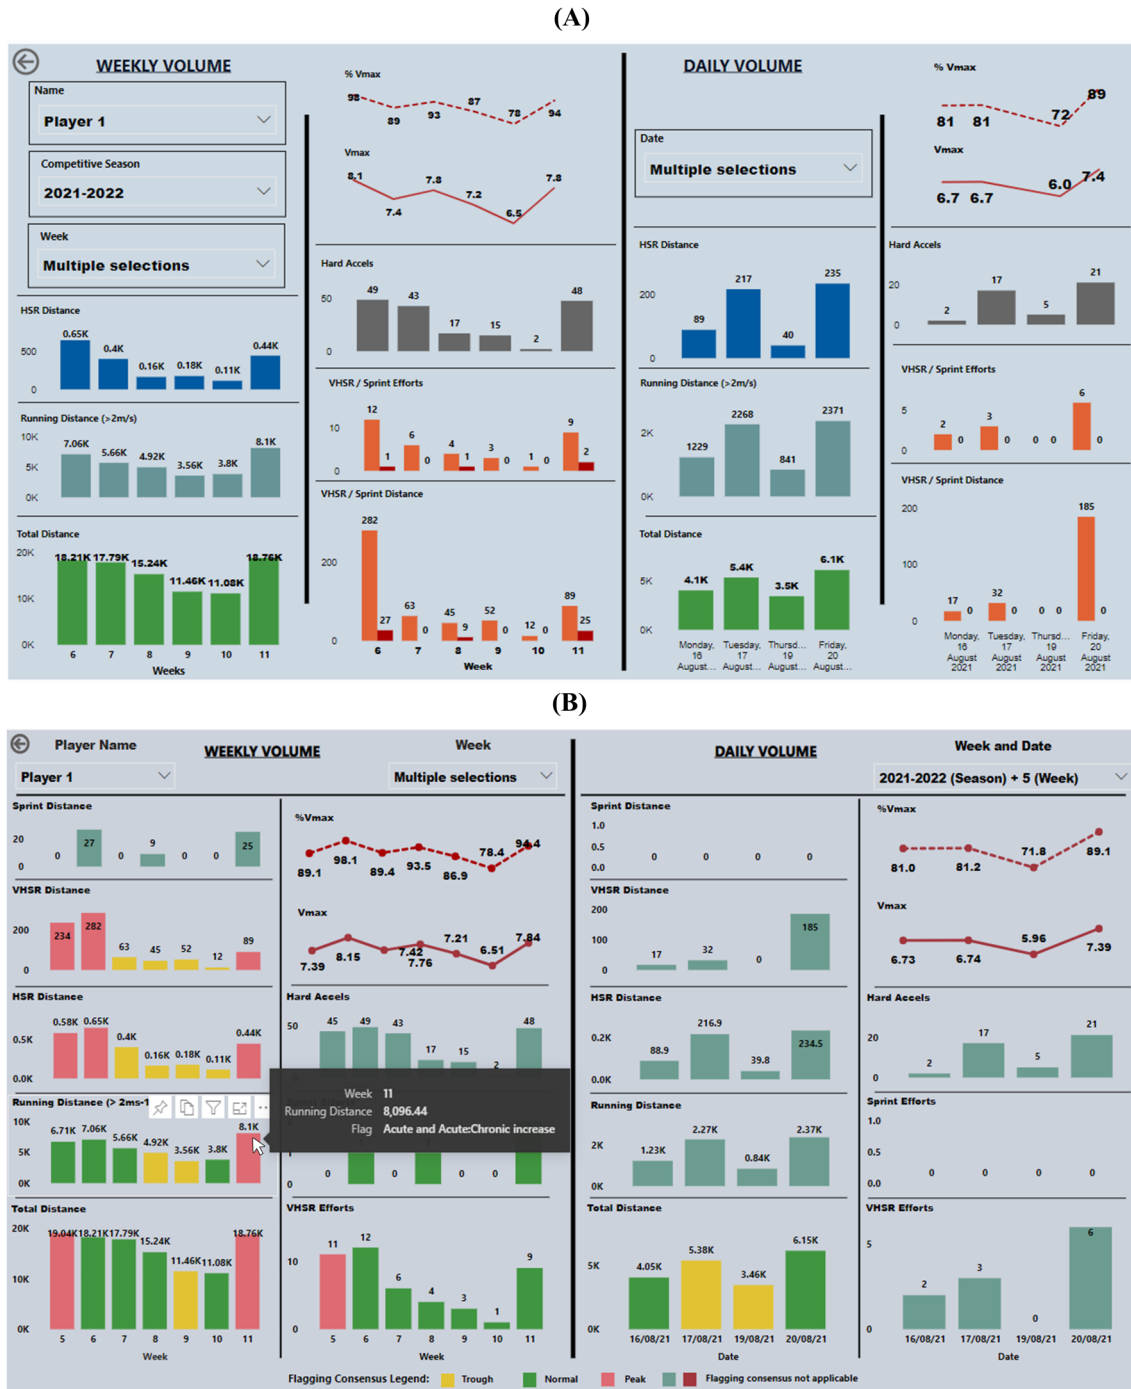 (A)
WEEKLY VOLUME
Name
Player 1
Competitive Season
2021-2022
Week
Multiple selections
HSR Distance
500
0
0.65K
0.4K
0.16K
0.18K
0.11K
0.44K
Running Distance (>2m/s)
10K
5K
0K
7.06K
5.66K
4.92K
3.56K
3.8K
8.1K
Total Distance
20K
10K
0K
18.21K
17.79K
15.24K
11.46K
11.08K
18.76K
6 7 8 9 10 11
Weeks
% Vmax
98
89
93
87
78
94
Vmax
8.1
7.4
7.8
7.2
6.5
7.8
Hard Accels
50
0
49
43
17
15
2
48
VHSR / Sprint Efforts
10
0
12 1
6 0
4 1
3 0
1 0
9 2
VHSR / Sprint Distance
200
0
282 27
63 0
45 9
52 0
12 0
89 25
6 7 8 9 10 11
Week
DAILY VOLUME
Date
Multiple selections
HSR Distance
200
0
89
217
40
235
Running Distance (>2m/s)
2K
0K
1229
2268
841
2371
Total Distance
5K
0K
4.1K
5.4K
3.5K
6.1K
Monday, Tuesday, Thursd... Friday,
16 17 19 20
August... August... August... August...
% Vmax
81
81
72
89
Vmax
6.7
6.7
6.0
7.4
Hard Accels
20
0
2
17
5
21
VHSR / Sprint Efforts
5
0
2 0
3 0
0 0
6 0
VHSR / Sprint Distance
200
100
0
17 0
32 0
0 0
185 0
Monday, Tuesday, Thursd... Friday,
16 17 19 20
August August August August
2021 2021 2021 2021
(B)
Player Name
Player 1
WEEKLY VOLUME
Week
Multiple selections
Sprint Distance
20
0
0 27 0 9 0 0 25
VHSR Distance
200
0
234 282 63 45 52 12 89
HSR Distance
0.5K
0.0K
0.58K 0.65K 0.4K 0.16K 0.18K 0.11K 0.44K
Running Distance (> 2ms-1
10K
5K
0K
6.71K 7.06K 5.66K 4.92K 3.56K 3.8K 8.1K
Total Distance
20K
10K
0K
19.04K 18.21K 17.79K 15.24K 11.46K 11.08K 18.76K
5 6 7 8 9 10 11
Week
%Vmax
89.1 98.1 89.4 93.5 86.9 78.4 94.4
Vmax
7.39 8.15 7.42 7.76 7.21 6.51 7.84
Hard Accels
50
45 49 43 17 15 2 48
Week 11
Running Distance 8,096.44
Flag Acute and Acute:Chronic increase
1
0
0 0 0 0
VHSR Efforts
10
0
11 12 6 4 3 1 9
5 6 7 8 9 10 11
Week
DAILY VOLUME
Week and Date
2021-2022 (Season) + 5 (Week)
Sprint Distance
1.0
0.5
0.0
0 0 0 0
VHSR Distance
200
100
0
17 32 0 185
HSR Distance
0.2K
0.0K
88.9 216.9 39.8 234.5
Running Distance
2K
0K
1.23K 2.27K 0.84K 2.37K
Total Distance
5K
0K
4.05K 5.38K 3.46K 6.15K
16/08/21 17/08/21 19/08/21 20/08/21
Date
%Vmax
81.0 81.2 71.8 89.1
Vmax
6.73 6.74 5.96 7.39
Hard Accels
20
0
2 17 5 21
Sprint Efforts
1.0
0.5
0.0
0 0 0 0
VHSR Efforts
5
0
2 3 0 6
16/08/21 17/08/21 19/08/21 20/08/21
Date
Flagging Consensus Legend: Trough Normal Peak Flagging consensus not applicable